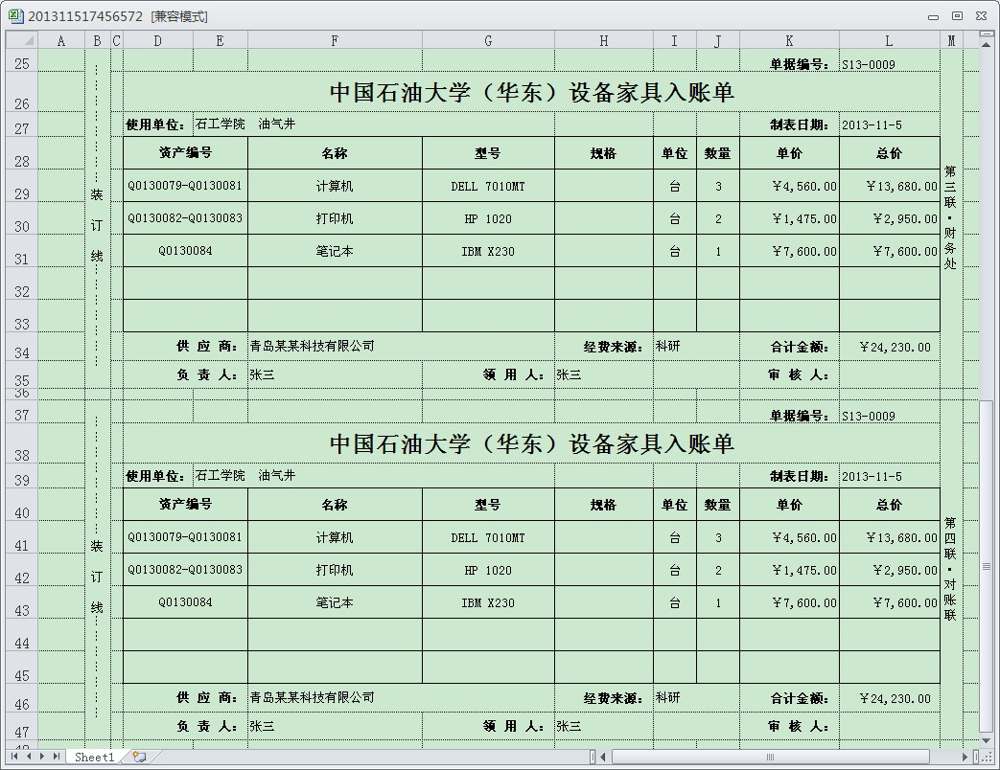 201311517456572 [兼容模式]
A B C D E F G H I J K L M
25 单据编号: S13-0009
26 中国石油大学（华东）设备家具入账单
27 使用单位: 石工学院 油气井 制表日期: 2013-11-5
28 资产编号 名称 型号 规格 单位 数量 单价 总价
29 Q0130079-Q0130081 计算机 DELL 7010MT 台 3 ￥4,560.00 ￥13,680.00
30 Q0130082-Q0130083 打印机 HP 1020 台 2 ￥1,475.00 ￥2,950.00
31 Q0130084 笔记本 IBM X230 台 1 ￥7,600.00 ￥7,600.00
32
33
34 供 应 商: 青岛某某科技有限公司 经费来源: 科研 合计金额: ￥24,230.00
35 负 责 人: 张三 领 用 人: 张三 审 核 人:
36
装订线
第三联·财务处
37 单据编号: S13-0009
38 中国石油大学（华东）设备家具入账单
39 使用单位: 石工学院 油气井 制表日期: 2013-11-5
40 资产编号 名称 型号 规格 单位 数量 单价 总价
41 Q0130079-Q0130081 计算机 DELL 7010MT 台 3 ￥4,560.00 ￥13,680.00
42 Q0130082-Q0130083 打印机 HP 1020 台 2 ￥1,475.00 ￥2,950.00
43 Q0130084 笔记本 IBM X230 台 1 ￥7,600.00 ￥7,600.00
44
45
46 供 应 商: 青岛某某科技有限公司 经费来源: 科研 合计金额: ￥24,230.00
47 负 责 人: 张三 领 用 人: 张三 审 核 人:
装订线
第四联·对账联
Sheet1